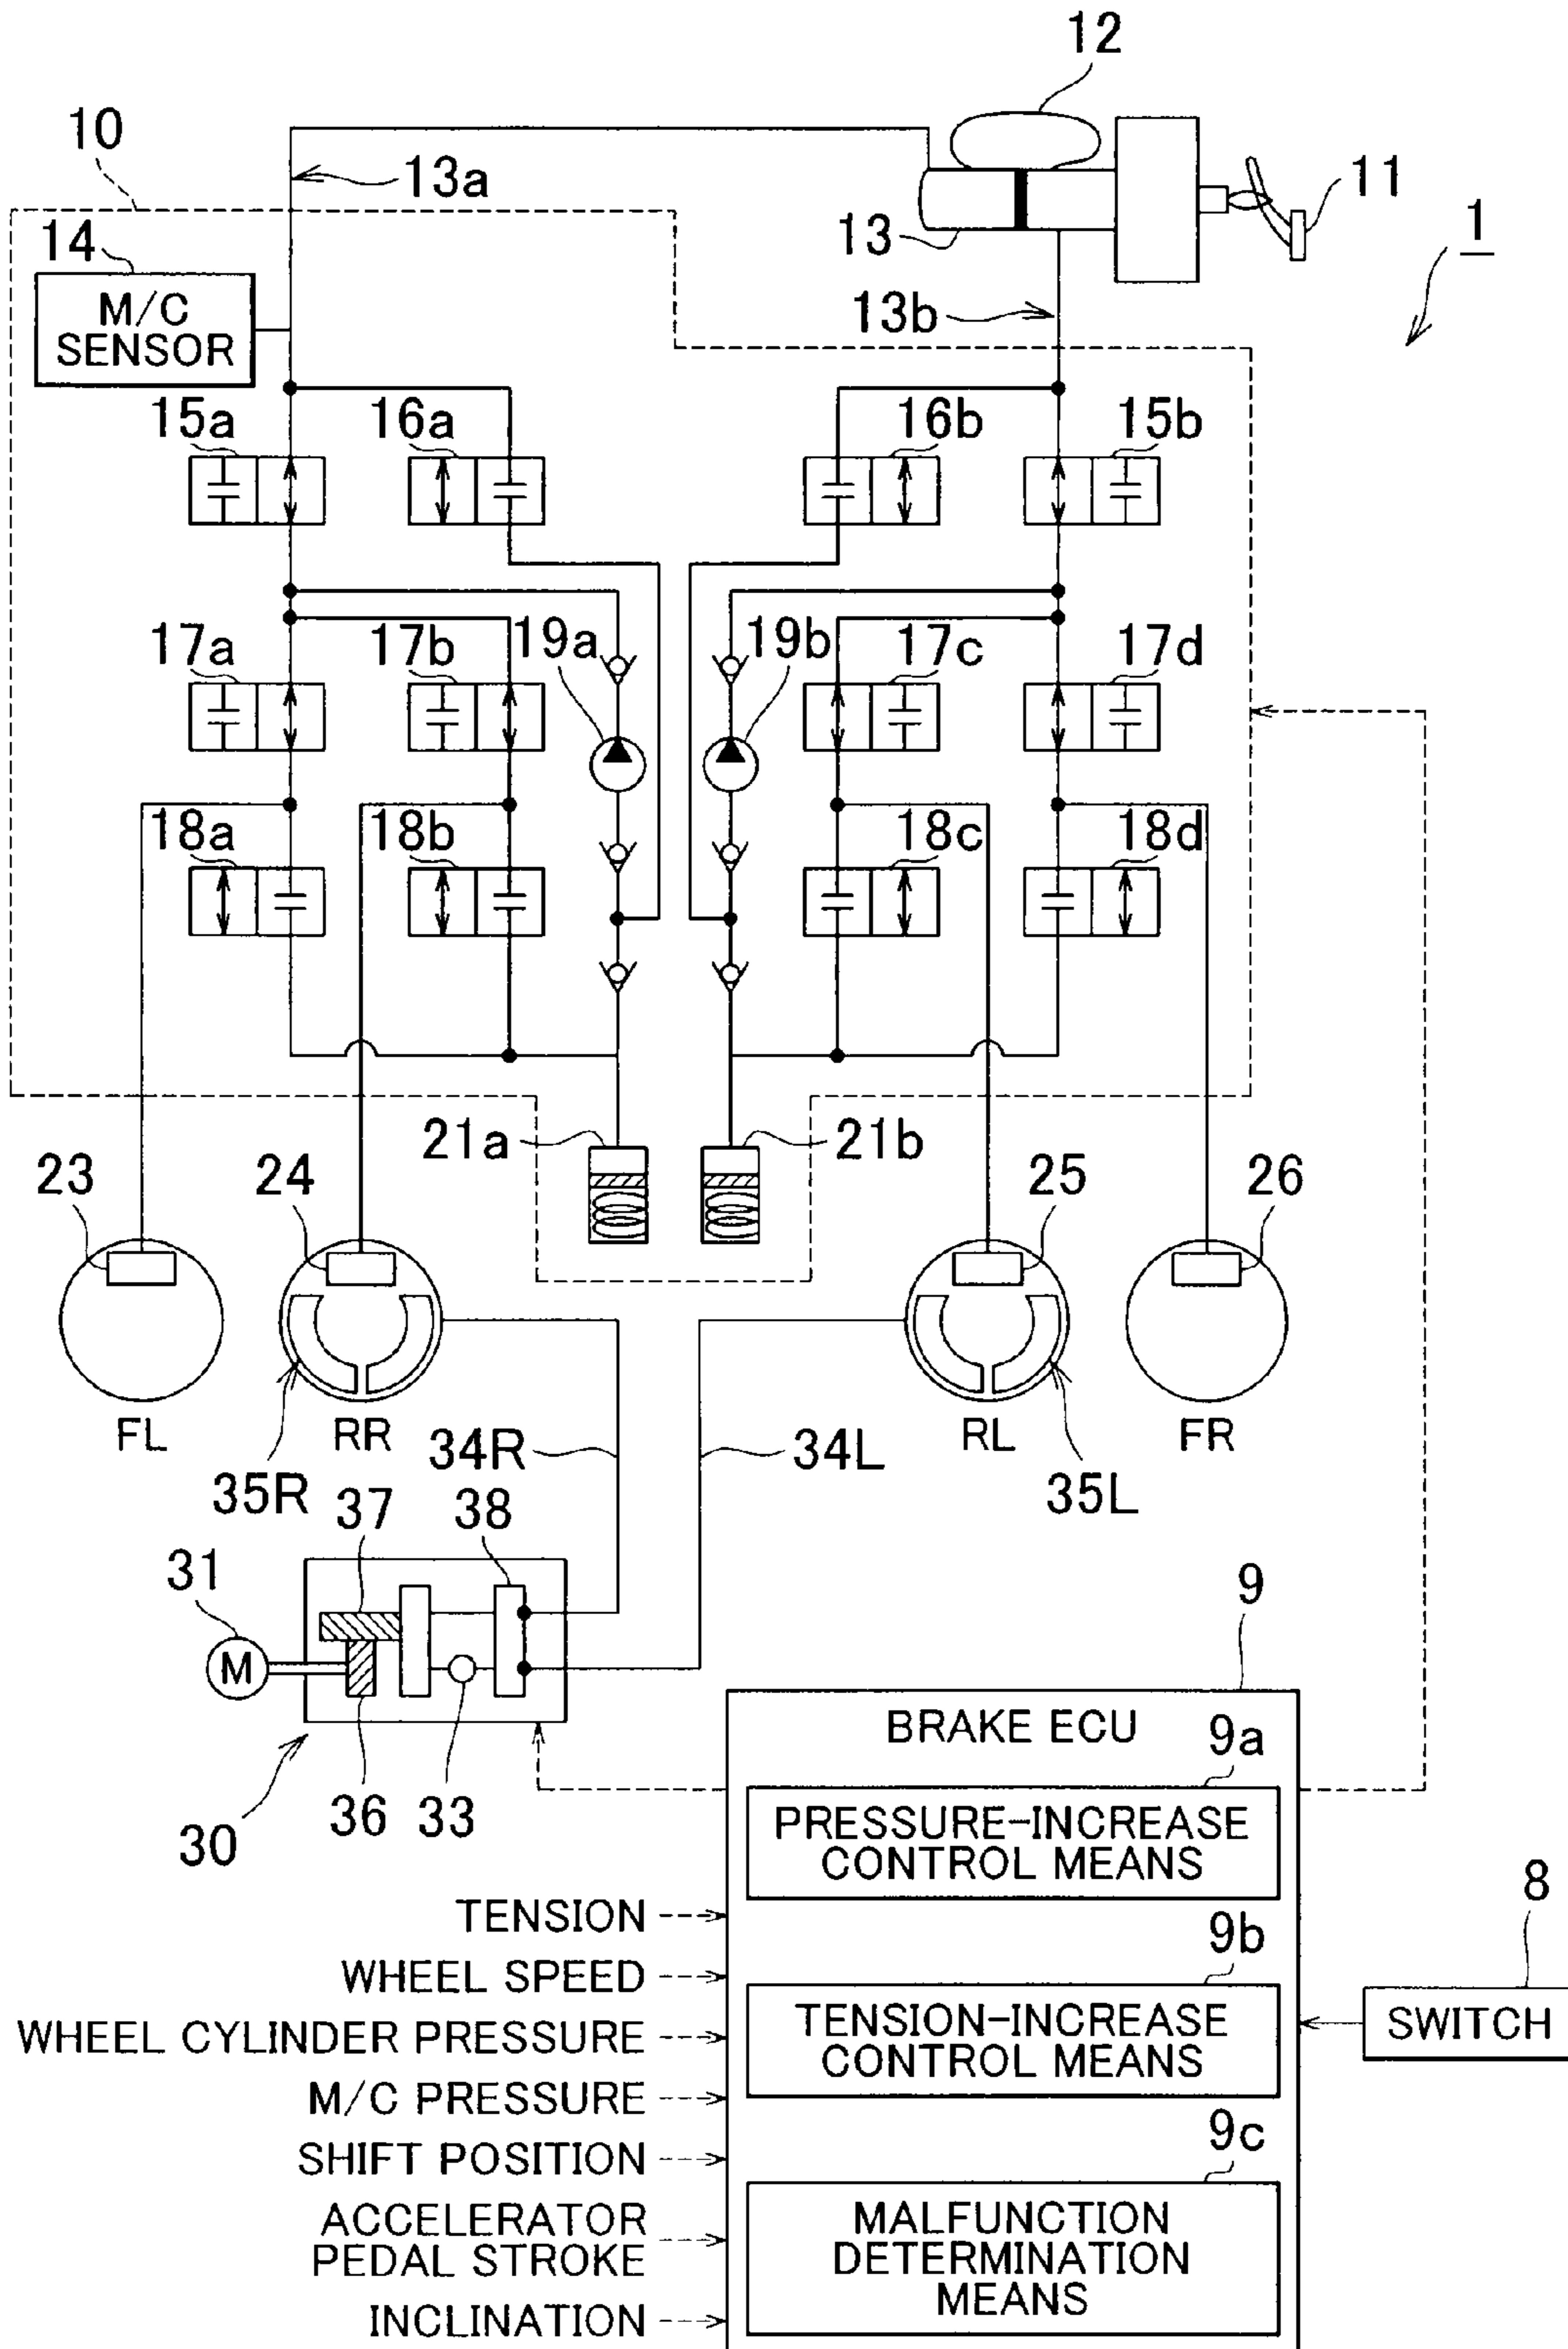 12
10
13a
11
14
13
1
M/C
SENSOR
13b
15a
16a
16b
15b
17a
17b
19a
19b
17c
17d
18a
18b
18c
18d
21a
21b
23
24
25
26
FL
RR
RL
FR
34R
34L
35R
35L
37
38
31
M
9
BRAKE ECU
9a
36
33
30
PRESSURE-INCREASE
CONTROL MEANS
8
TENSION
9b
WHEEL SPEED
TENSION-INCREASE
CONTROL MEANS
SWITCH
WHEEL CYLINDER PRESSURE
M/C PRESSURE
9c
SHIFT POSITION
ACCELERATOR
PEDAL STROKE
MALFUNCTION
DETERMINATION
MEANS
INCLINATION